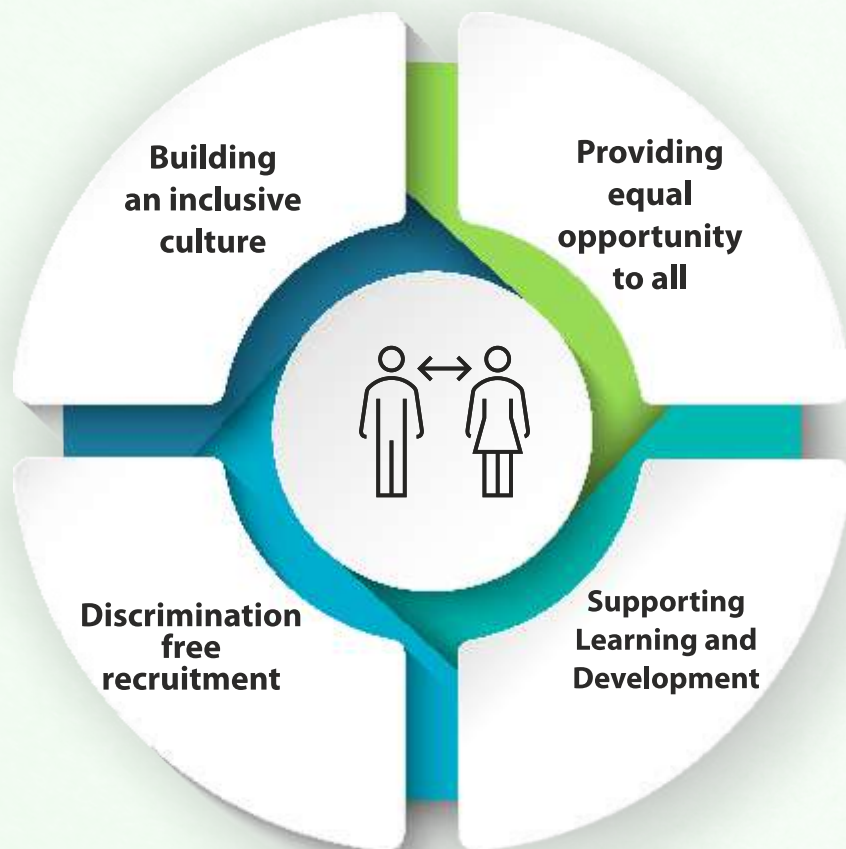 Building
an inclusive
culture
Providing
equal
opportunity
to all
Discrimination
free
recruitment
Supporting
Learning and
Development